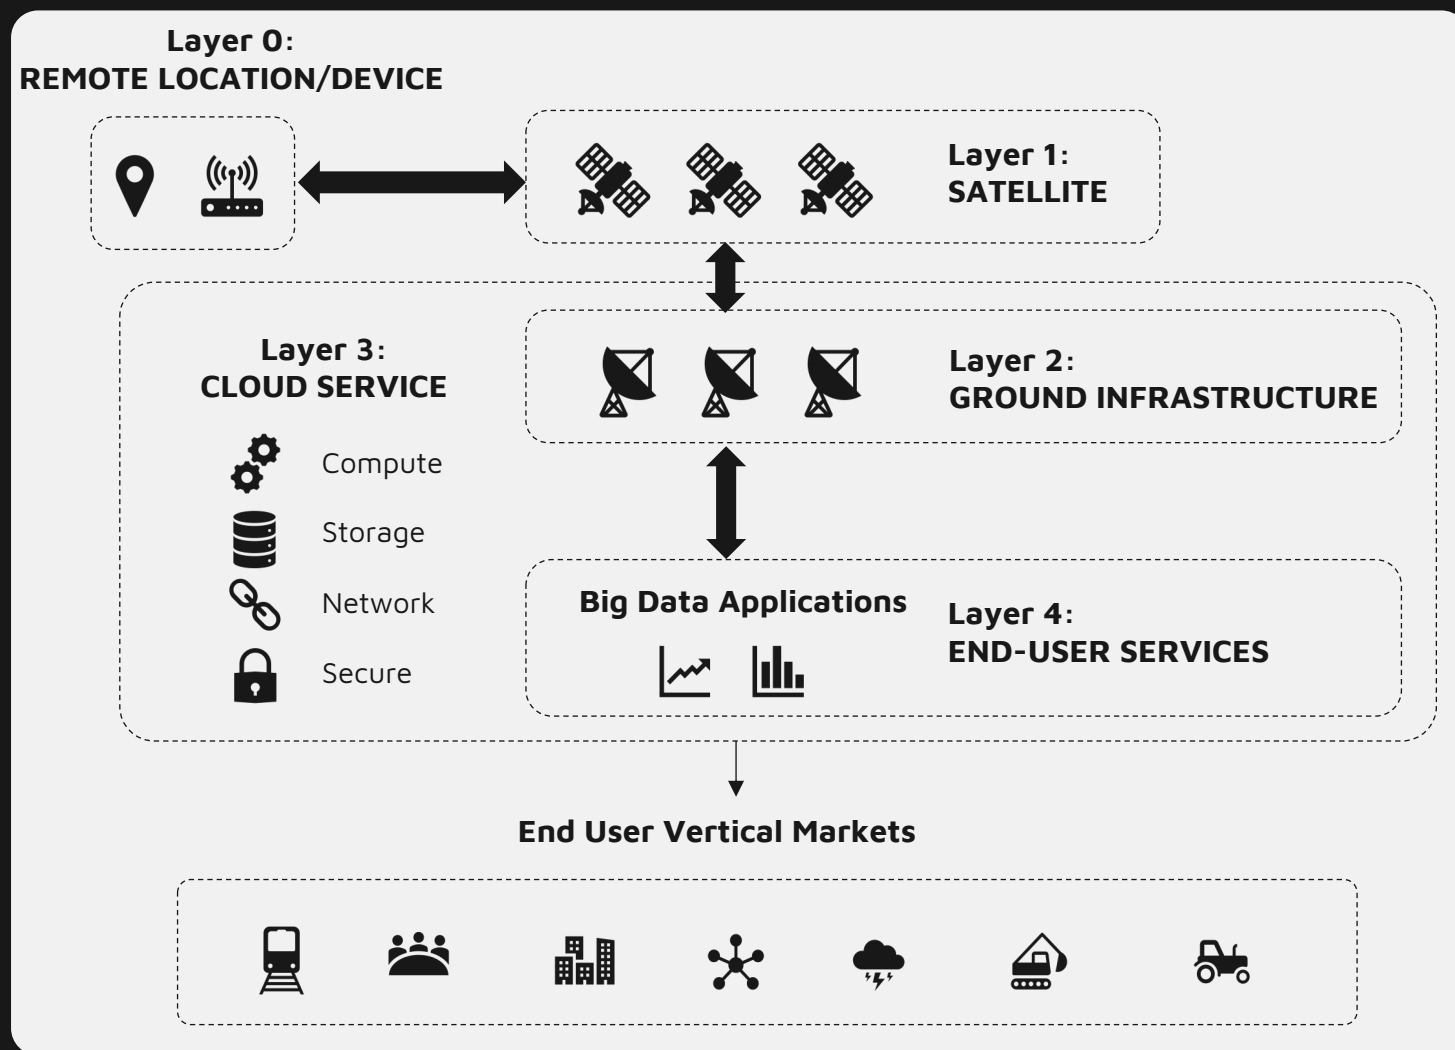 Layer 0:
REMOTE LOCATION/DEVICE
Layer 1:
SATELLITE
Layer 3:
CLOUD SERVICE
Compute
Storage
Network
Secure
Layer 2:
GROUND INFRASTRUCTURE
Big Data Applications
Layer 4:
END-USER SERVICES
End User Vertical Markets